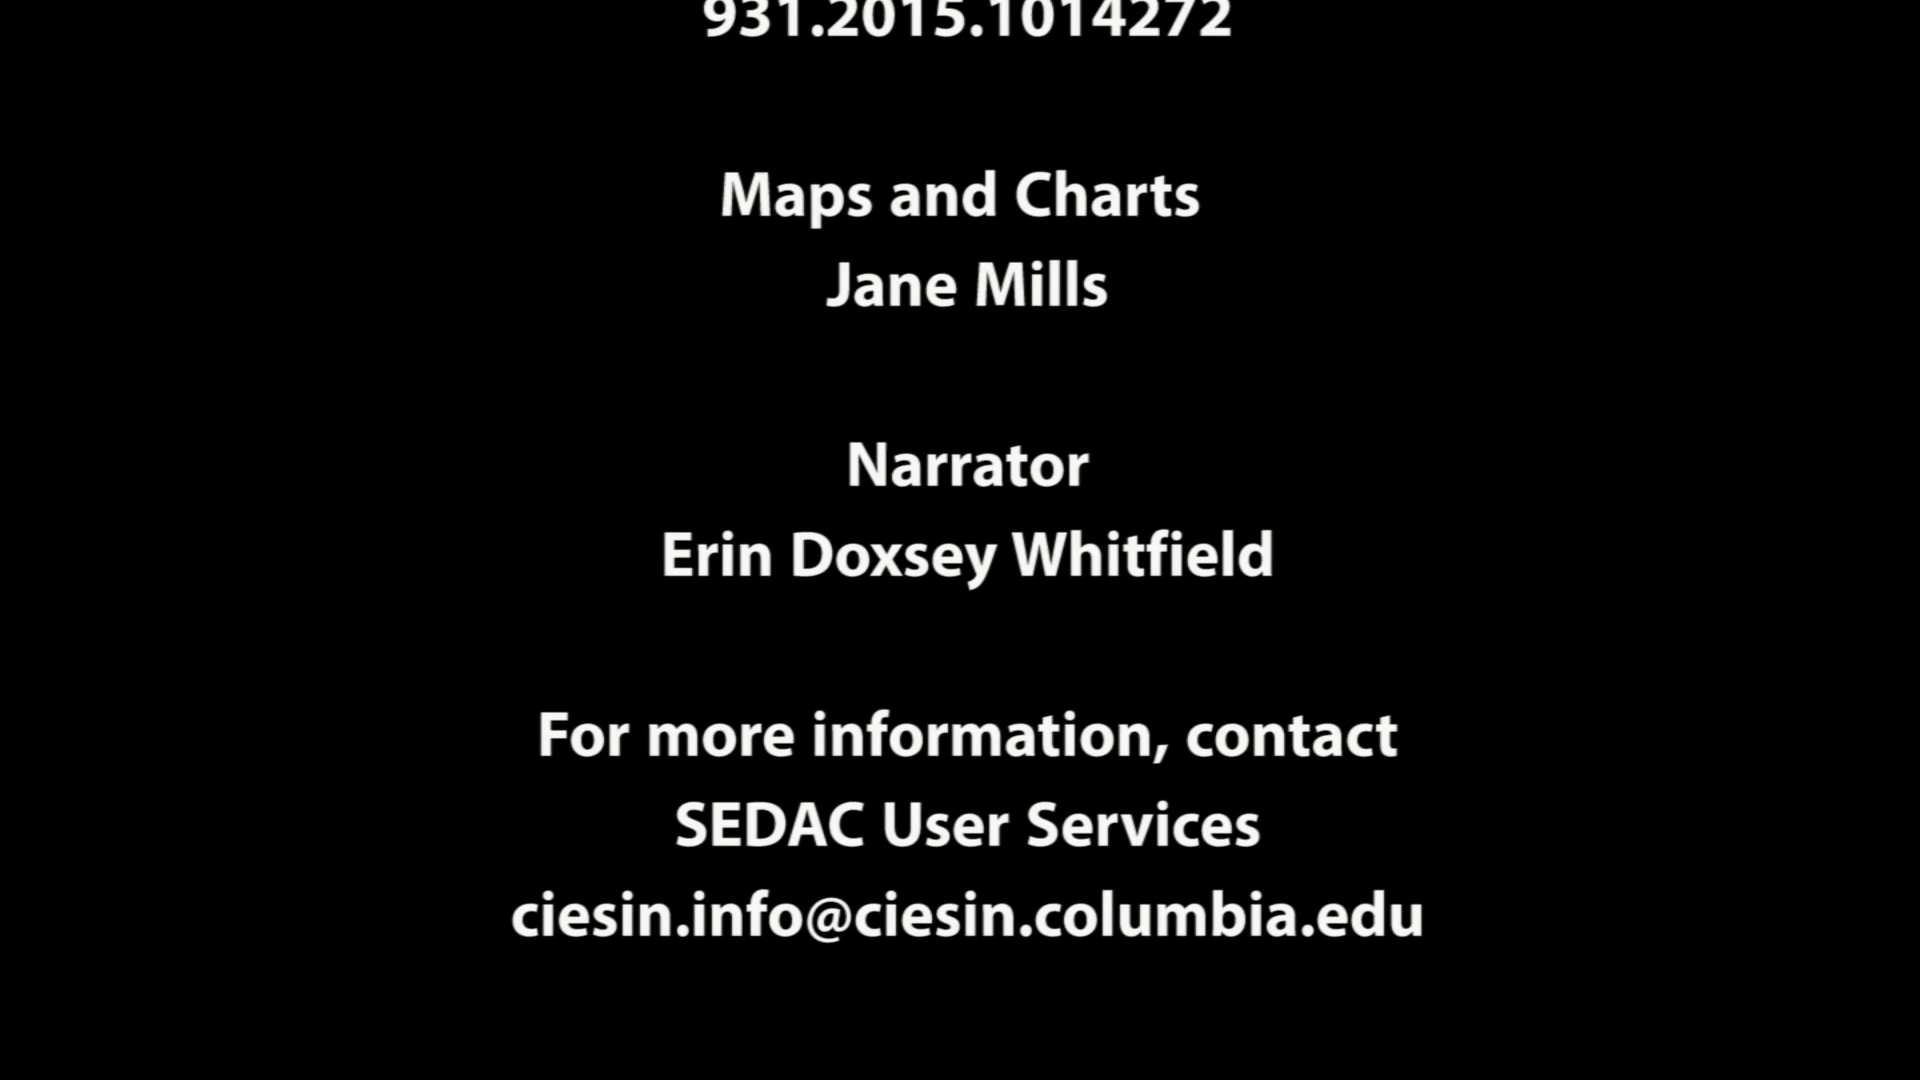 931.2015.1014272
Maps and Charts
Jane Mills
Narrator
Erin Doxsey Whitfield
For more information, contact
SEDAC User Services
ciesin.info@ciesin.columbia.edu